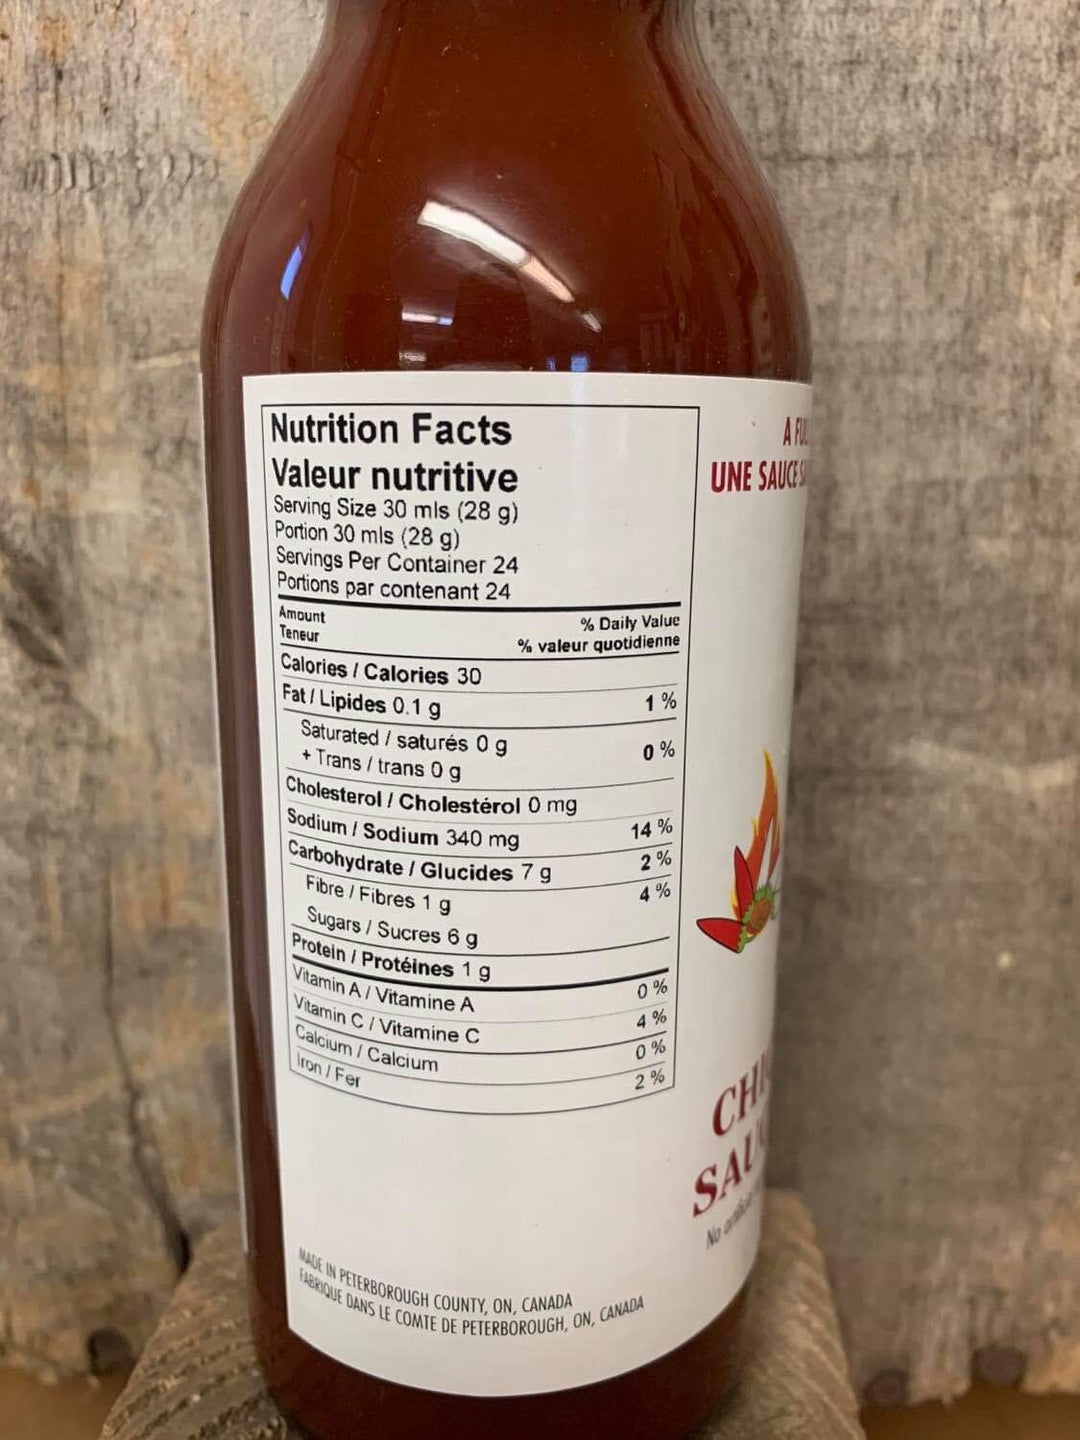 Nutrition Facts
Valeur nutritive
Serving Size 30 mls (28 g)
Portion 30 mls (28 g)
Servings Per Container 24
Portions par contenant 24
Amount % Daily Value
Teneur % valeur quotidienne
Calories / Calories 30
Fat / Lipides 0.1 g 1 %
Saturated / saturés 0 g
+ Trans / trans 0 g 0 %
Cholesterol / Cholestérol 0 mg
Sodium / Sodium 340 mg 14 %
Carbohydrate / Glucides 7 g 2 %
Fibre / Fibres 1 g 4 %
Sugars / Sucres 6 g
Protein / Protéines 1 g
Vitamin A / Vitamine A 0 %
Vitamin C / Vitamine C 4 %
Calcium / Calcium 0 %
Iron / Fer 2 %
MADE IN PETERBOROUGH COUNTY, ON, CANADA
FABRIQUE DANS LE COMTE DE PETERBOROUGH, ON, CANADA
A
UNE SAUCE
No